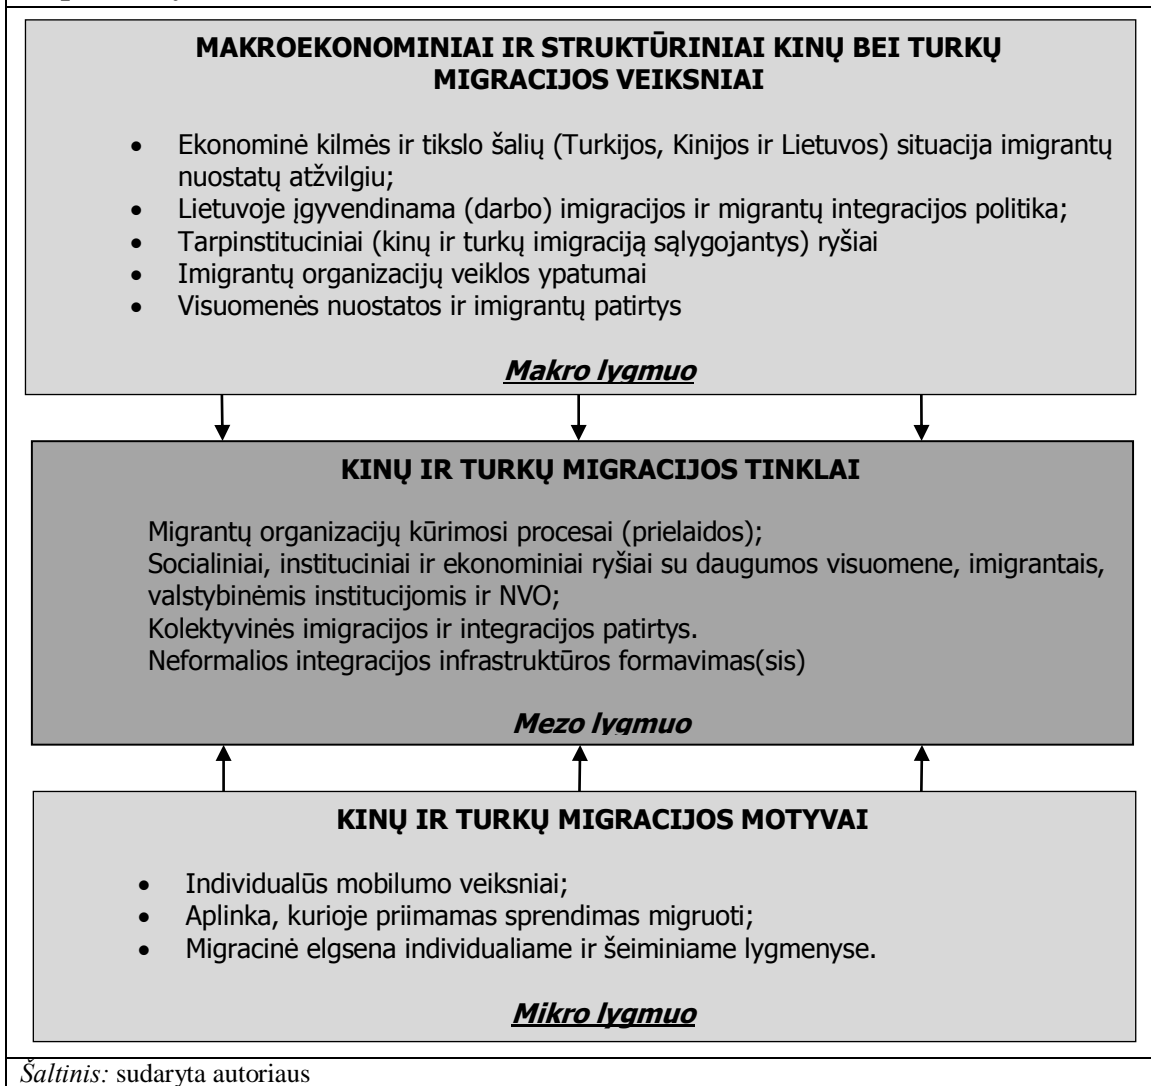 MAKROEKONOMINIAI IR STRUKTŪRINIAI KINŲ BEI TURKŲ
MIGRACIJOS VEIKSNIAI
• Ekonominė kilmės ir tikslo šalių (Turkijos, Kinijos ir Lietuvos) situacija imigrantų
nuostatų atžvilgiu;
• Lietuvoje įgyvendinama (darbo) imigracijos ir migrantų integracijos politika;
• Tarpinstituciniai (kinų ir turkų imigraciją sąlygojantys) ryšiai
• Imigrantų organizacijų veiklos ypatumai
• Visuomenės nuostatos ir imigrantų patirtys
Makro lygmuo
KINŲ IR TURKŲ MIGRACIJOS TINKLAI
Migrantų organizacijų kūrimosi procesai (prielaidos);
Socialiniai, instituciniai ir ekonominiai ryšiai su daugumos visuomene, imigrantais,
valstybinėmis institucijomis ir NVO;
Kolektyvinės imigracijos ir integracijos patirtys.
Neformalios integracijos infrastruktūros formavimas(sis)
Mezo lygmuo
KINŲ IR TURKŲ MIGRACIJOS MOTYVAI
• Individualūs mobilumo veiksniai;
• Aplinka, kurioje priimamas sprendimas migruoti;
• Migracinė elgsena individualiame ir šeiminiame lygmenyse.
Mikro lygmuo
Šaltinis: sudaryta autoriaus